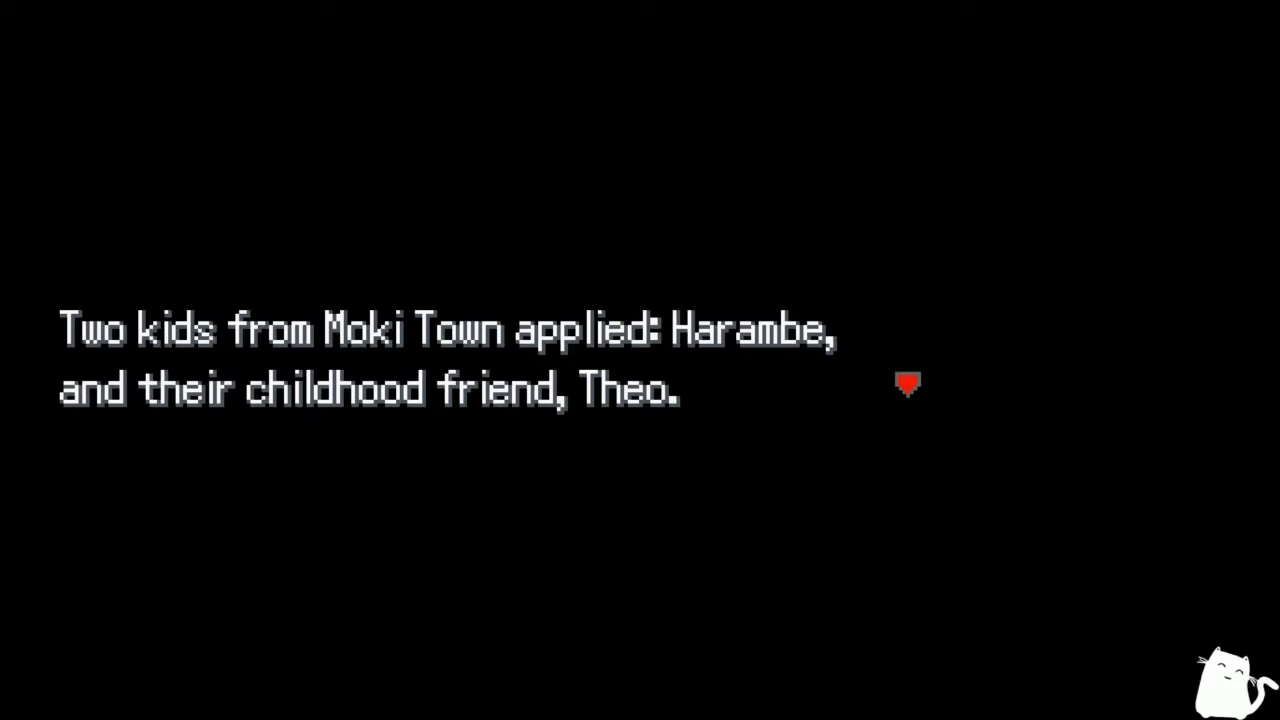 Two kids from Moki Town applied: Harambe,
and their childhood friend, Theo.